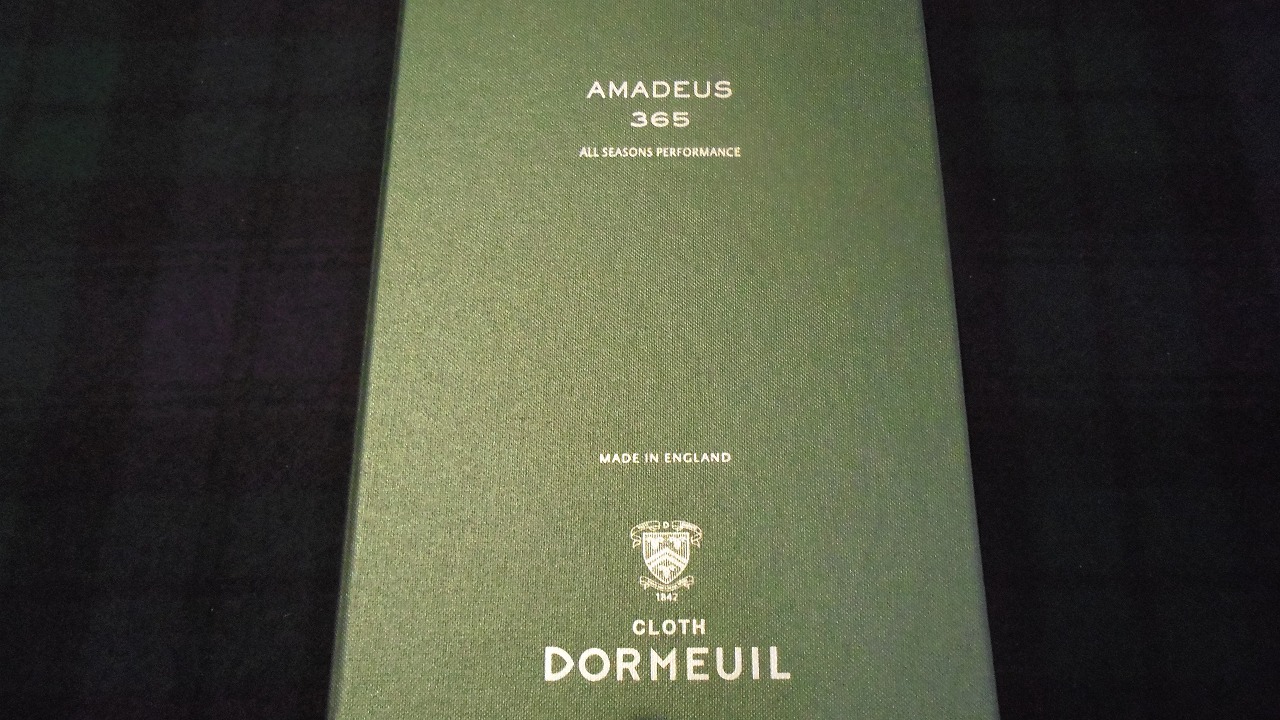 AMADEUS
365
ALL SEASONS PERFORMANCE
MADE IN ENGLAND
D
1842
CLOTH
DORMEUIL